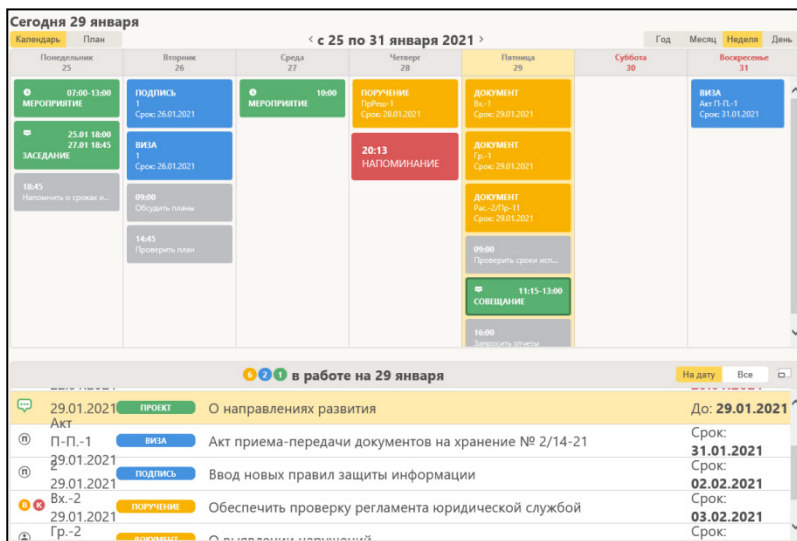 Сегодня 29 января
Календарь План
‹ с 25 по 31 января 2021 ›
Год Месяц Неделя День
Понедельник
25
Вторник
26
Среда
27
Четверг
28
Пятница
29
Суббота
30
Воскресенье
31
07:00-13:00
МЕРОПРИЯТИЕ
25.01 18:00
27.01 18:45
ЗАСЕДАНИЕ
18:45
Напомнить о сроках и...
ПОДПИСЬ
1
Срок: 26.01.2021
ВИЗА
1
Срок: 26.01.2021
09:00
Обсудить планы
14:45
Проверить план
10:00
МЕРОПРИЯТИЕ
ПОРУЧЕНИЕ
ПрРеш-1
Срок: 28.01.2021
20:13
НАПОМИНАНИЕ
ДОКУМЕНТ
Вх.-1
Срок: 29.01.2021
ДОКУМЕНТ
Гр.-1
Срок: 29.01.2021
ДОКУМЕНТ
Рас.-2/Пр-11
Срок: 29.01.2021
09:00
Проверить сроки исп...
11:15-13:00
СОВЕЩАНИЕ
16:00
Запросить отчеты
ВИЗА
Акт П-П.-1
Срок: 31.01.2021
6 2 1 в работе на 29 января
На дату Все
29.01.2021 ПРОЕКТ О направлениях развития До: 29.01.2021
Акт
П-П.-1 ВИЗА Акт приема-передачи документов на хранение № 2/14-21 Срок:
29.01.2021 31.01.2021
2
29.01.2021 ПОДПИСЬ Ввод новых правил защиты информации Срок:
02.02.2021
В К Вх.-2
29.01.2021 ПОРУЧЕНИЕ Обеспечить проверку регламента юридической службой Срок:
03.02.2021
Гр.-2 ДОКУМЕНТ О выявлении нарушений Срок: